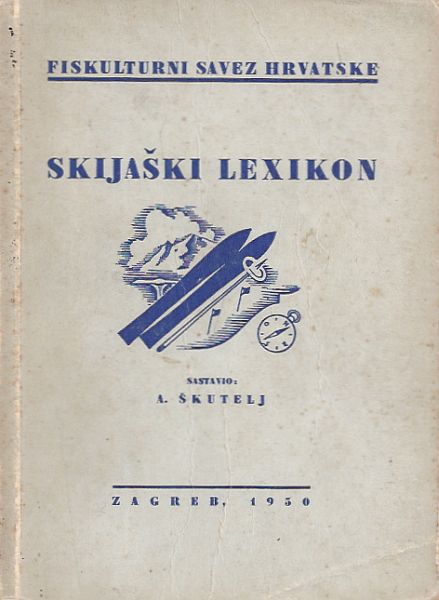 FISKULTURNI SAVEZ HRVATSKE
SKIJAŠKI LEXIKON
SASTAVIO:
A. ŠKUTELJ
ZAGREB, 1950